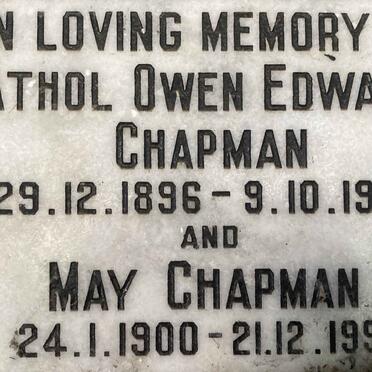 N LOVING MEMORY
ATHOL OWEN EDWA
CHAPMAN
29.12.1896 - 9.10.19
AND
MAY CHAPMAN
24.1.1900 - 21.12.199